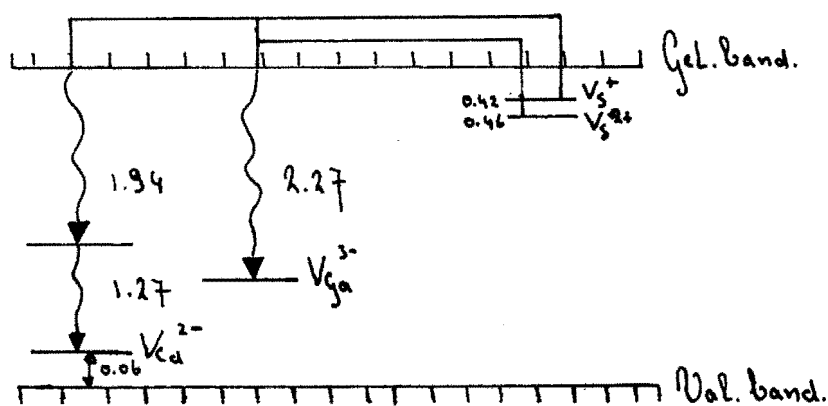 Gel. band.
0.42 V_S^+
0.46 V_S^2+
1.94
2.27
V_Ga^3-
1.27
V_Cd^2-
0.06
Val. band.